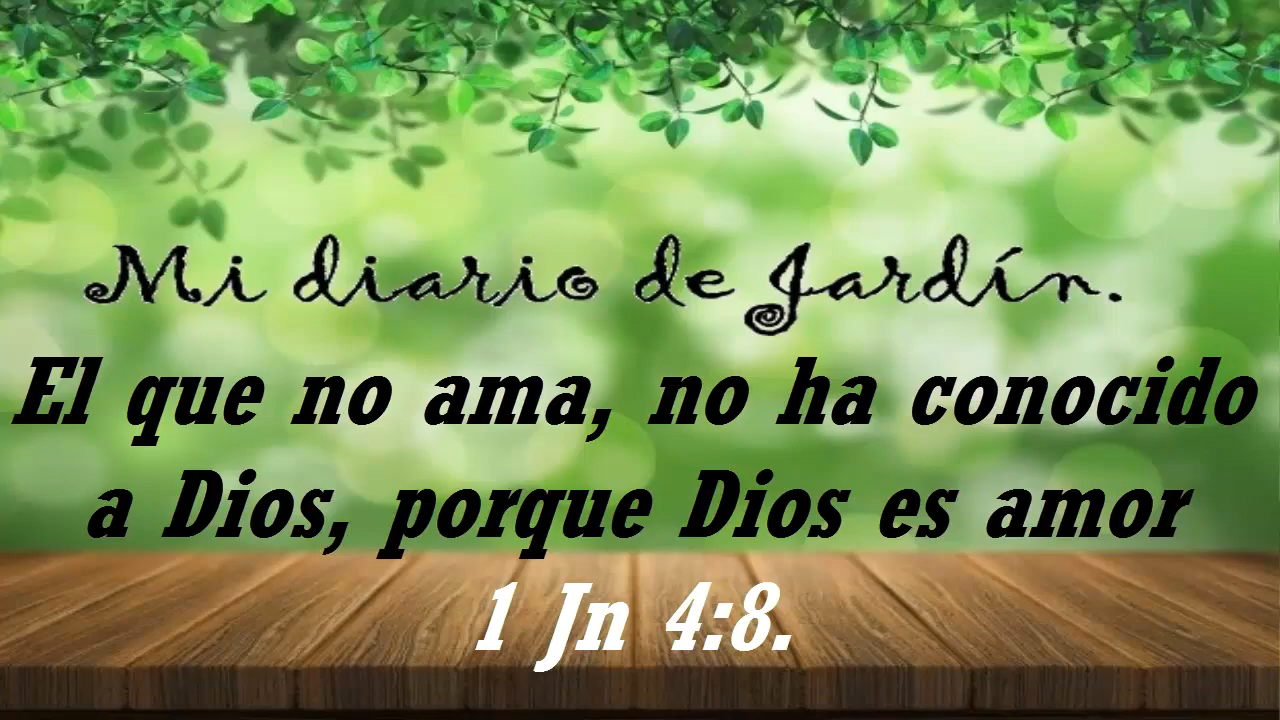 Mi diario de Jardín.
El que no ama, no ha conocido
a Dios, porque Dios es amor
1 Jn 4:8.